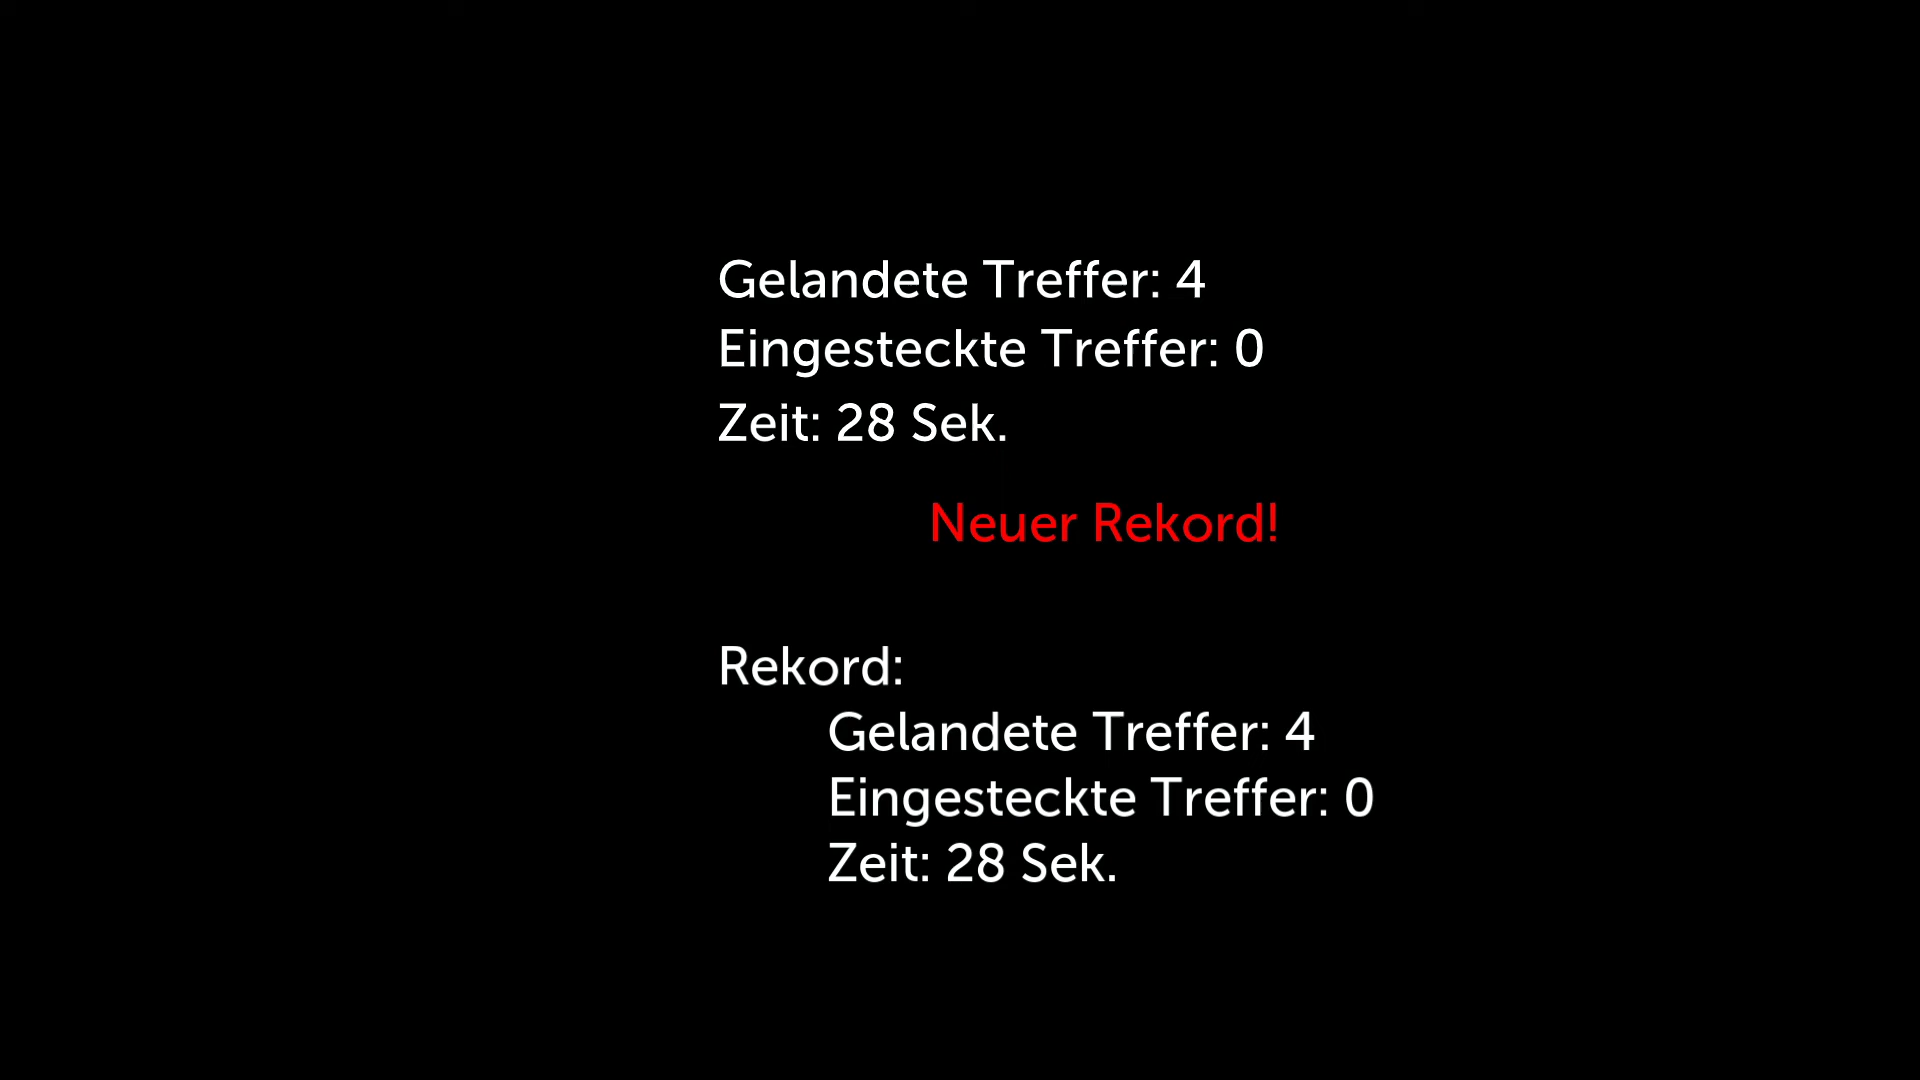 Gelandete Treffer: 4
Eingesteckte Treffer: 0
Zeit: 28 Sek.
Neuer Rekord!
Rekord:
Gelandete Treffer: 4
Eingesteckte Treffer: 0
Zeit: 28 Sek.